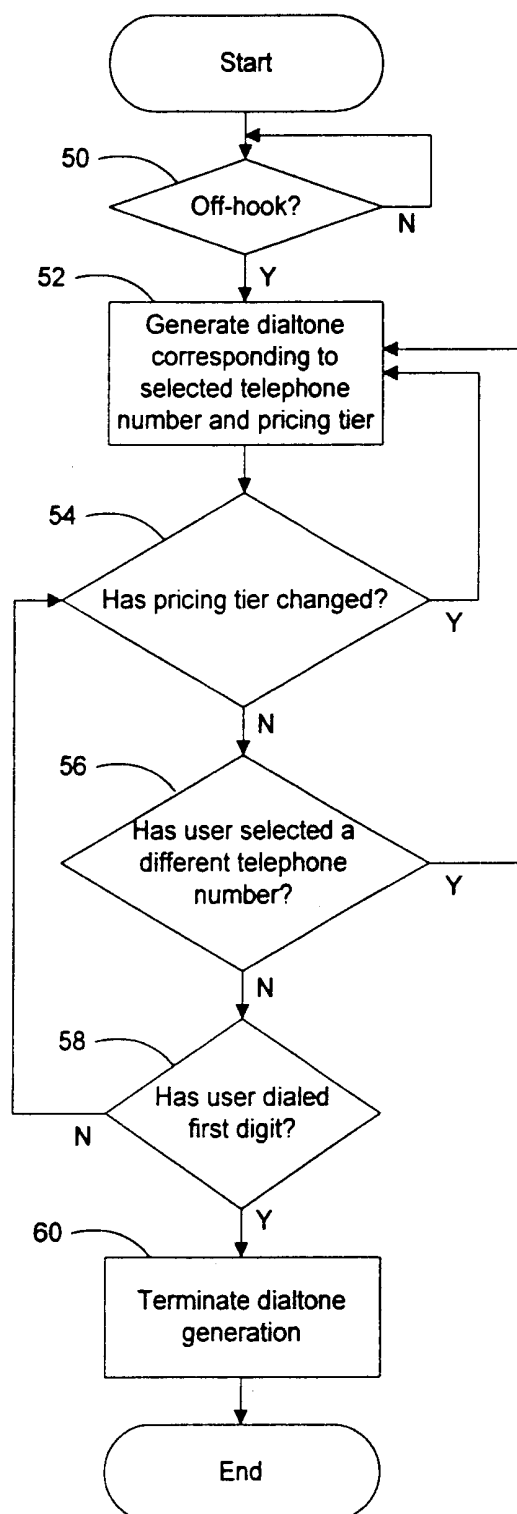 Start
50
Off-hook?
N
Y
52
Generate dialtone
corresponding to
selected telephone
number and pricing tier
54
Has pricing tier changed?
Y
N
56
Has user selected a
different telephone
number?
Y
N
58
Has user dialed
first digit?
N
Y
60
Terminate dialtone
generation
End